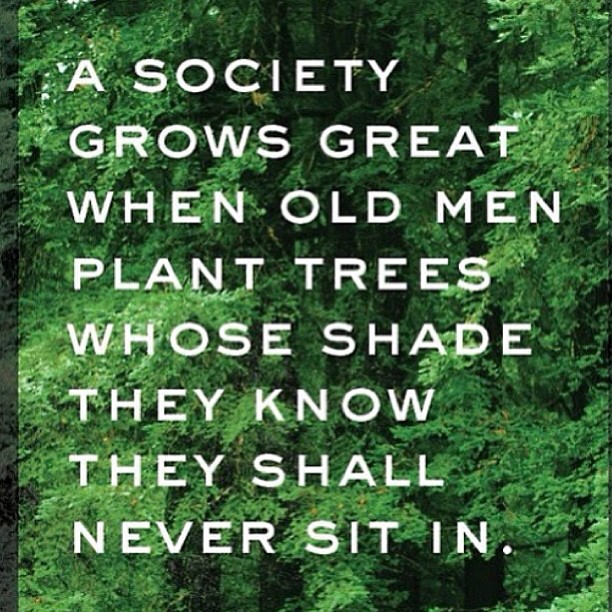 A SOCIETY
GROWS GREAT
WHEN OLD MEN
PLANT TREES
WHOSE SHADE
THEY KNOW
THEY SHALL
NEVER SIT IN.